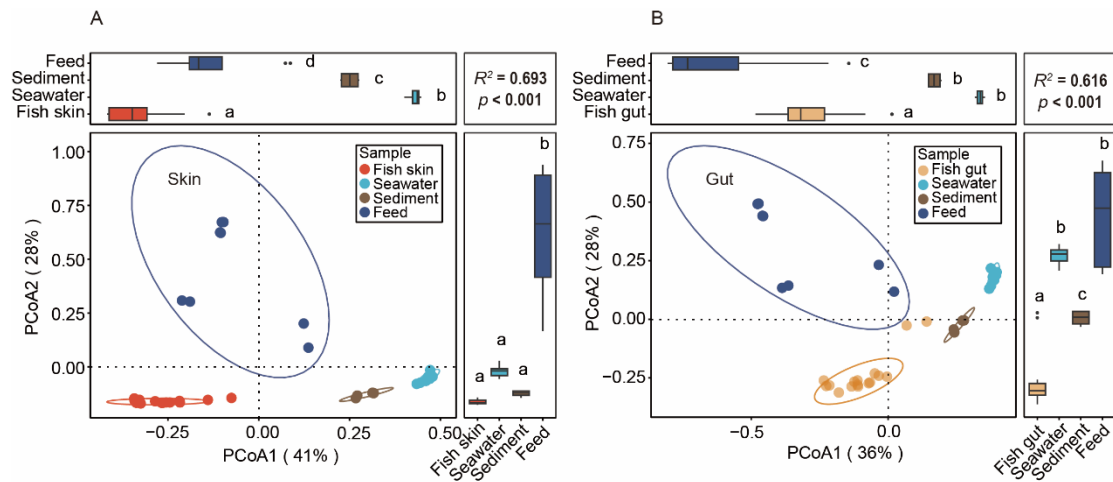 A
Feed
Sediment
Seawater
Fish skin
d
c
b
a
R² = 0.693
p < 0.001
1.00
0.75
0.50
0.25
0.00
PCoA2 ( 28% )
Skin
Sample
Fish skin
Seawater
Sediment
Feed
−0.25
0.00
0.25
0.50
PCoA1 ( 41% )
a
a
a
b
Fish skin
Seawater
Sediment
Feed
B
Feed
Sediment
Seawater
Fish gut
c
b
b
a
R² = 0.616
p < 0.001
0.75
0.50
0.25
0.00
−0.25
PCoA2 ( 28% )
Gut
Sample
Fish gut
Seawater
Sediment
Feed
−0.5
0.0
PCoA1 ( 36% )
a
b
c
b
Fish gut
Seawater
Sediment
Feed